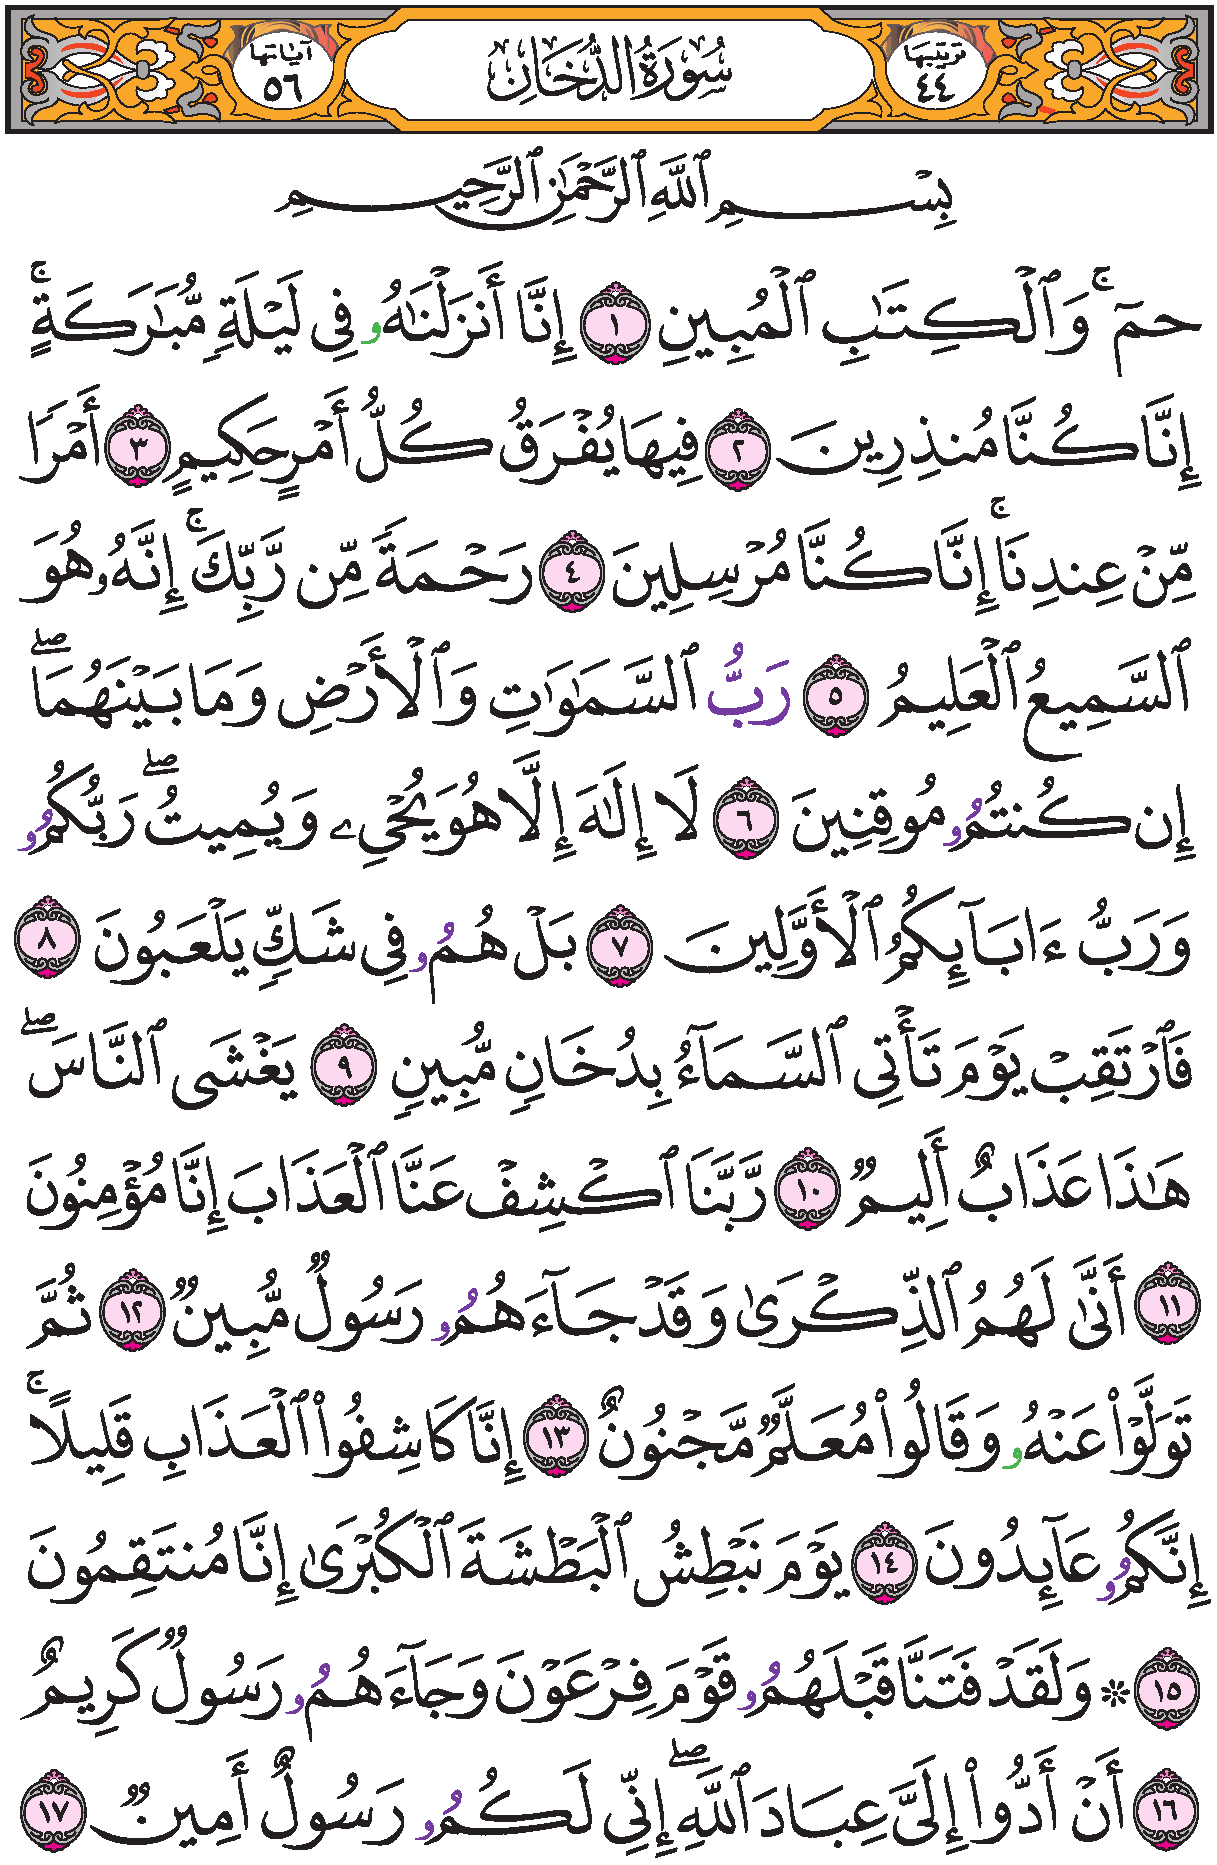 ترتيبها ٤٤ سُورَةُ الدُّخَانِ آياتها ٥٦
بِسْمِ ٱللَّهِ ٱلرَّحْمَٰنِ ٱلرَّحِيمِ
حمٓ ۚ وَٱلْكِتَٰبِ ٱلْمُبِينِ ١ إِنَّا أَنزَلْنَٰهُۥ فِى لَيْلَةٍ مُّبَٰرَكَةٍ ۚ
إِنَّا كُنَّا مُنذِرِينَ ٢ فِيهَا يُفْرَقُ كُلُّ أَمْرٍ حَكِيمٍ ٣ أَمْرًا
مِّنْ عِندِنَا ۚ إِنَّا كُنَّا مُرْسِلِينَ ٤ رَحْمَةً مِّن رَّبِّكَ ۚ إِنَّهُۥ هُوَ
ٱلسَّمِيعُ ٱلْعَلِيمُ ٥ رَبُّ ٱلسَّمَٰوَٰتِ وَٱلْأَرْضِ وَمَا بَيْنَهُمَا ۖ
إِن كُنتُمُۥ مُوقِنِينَ ٦ لَا إِلَٰهَ إِلَّا هُوَ يُحْىِۦ وَيُمِيتُ ۖ رَبُّكُمُۥ
وَرَبُّ ءَابَآئِكُمُ ٱلْأَوَّلِينَ ٧ بَلْ هُمُۥ فِى شَكٍّ يَلْعَبُونَ ٨
فَٱرْتَقِبْ يَوْمَ تَأْتِى ٱلسَّمَآءُ بِدُخَانٍ مُّبِينٍ ٩ يَغْشَى ٱلنَّاسَ ۖ
هَٰذَا عَذَابٌ أَلِيمٌ ١٠ رَّبَّنَا ٱكْشِفْ عَنَّا ٱلْعَذَابَ إِنَّا مُؤْمِنُونَ
١١ أَنَّىٰ لَهُمُ ٱلذِّكْرَىٰ وَقَدْ جَآءَهُمُۥ رَسُولٌ مُّبِينٌ ١٢ ثُمَّ
تَوَلَّوْا۟ عَنْهُۥ وَقَالُوا۟ مُعَلَّمٌ مَّجْنُونٌ ١٣ إِنَّا كَاشِفُوا۟ ٱلْعَذَابِ قَلِيلًا ۚ
إِنَّكُمُۥ عَآئِدُونَ ١٤ يَوْمَ نَبْطِشُ ٱلْبَطْشَةَ ٱلْكُبْرَىٰ إِنَّا مُنتَقِمُونَ
١٥ ۞ وَلَقَدْ فَتَنَّا قَبْلَهُمُۥ قَوْمَ فِرْعَوْنَ وَجَآءَهُمُۥ رَسُولٌ كَرِيمٌ
١٦ أَنْ أَدُّوا۟ إِلَىَّ عِبَادَ ٱللَّهِ ۖ إِنِّى لَكُمُۥ رَسُولٌ أَمِينٌ ١٧